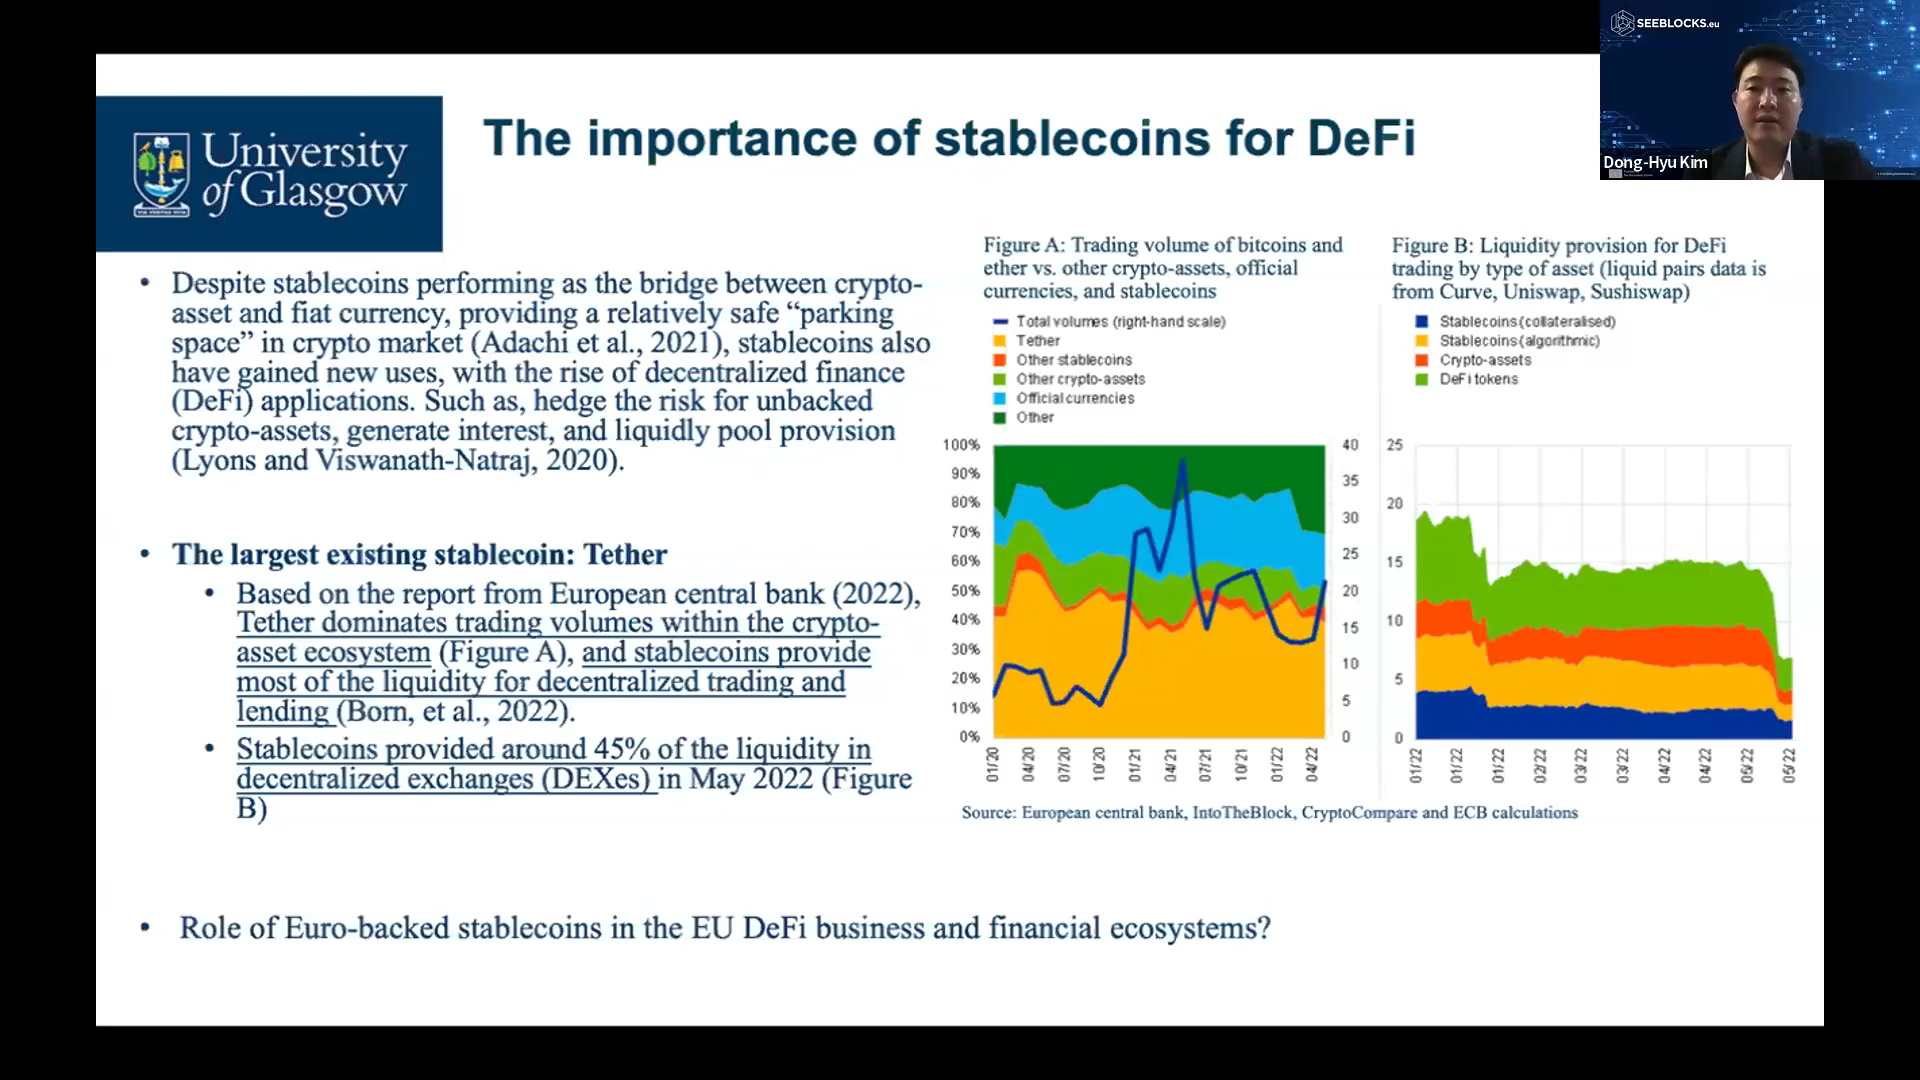 SEEBLOCKS.eu
Dong-Hyu Kim
University
of Glasgow
The importance of stablecoins for DeFi
• Despite stablecoins performing as the bridge between crypto-
asset and fiat currency, providing a relatively safe “parking
space” in crypto market (Adachi et al., 2021), stablecoins also
have gained new uses, with the rise of decentralized finance
(DeFi) applications. Such as, hedge the risk for unbacked
crypto-assets, generate interest, and liquidly pool provision
(Lyons and Viswanath-Natraj, 2020).
• The largest existing stablecoin: Tether
• Based on the report from European central bank (2022),
Tether dominates trading volumes within the crypto-
asset ecosystem (Figure A), and stablecoins provide
most of the liquidity for decentralized trading and
lending (Born, et al., 2022).
• Stablecoins provided around 45% of the liquidity in
decentralized exchanges (DEXes) in May 2022 (Figure
B)
Figure A: Trading volume of bitcoins and
ether vs. other crypto-assets, official
currencies, and stablecoins
Total volumes (right-hand scale)
Tether
Other stablecoins
Other crypto-assets
Official currencies
Other
100%
90%
80%
70%
60%
50%
40%
30%
20%
10%
0%
40
35
30
25
20
15
10
5
0
01/20
04/20
07/20
10/20
01/21
04/21
07/21
10/21
01/22
04/22
Figure B: Liquidity provision for DeFi
trading by type of asset (liquid pairs data is
from Curve, Uniswap, Sushiswap)
Stablecoins (collateralised)
Stablecoins (algorithmic)
Crypto-assets
DeFi tokens
25
20
15
10
5
0
01/22
01/22
01/22
02/22
03/22
03/22
04/22
04/22
05/22
05/22
Source: European central bank, IntoTheBlock, CryptoCompare and ECB calculations
• Role of Euro-backed stablecoins in the EU DeFi business and financial ecosystems?